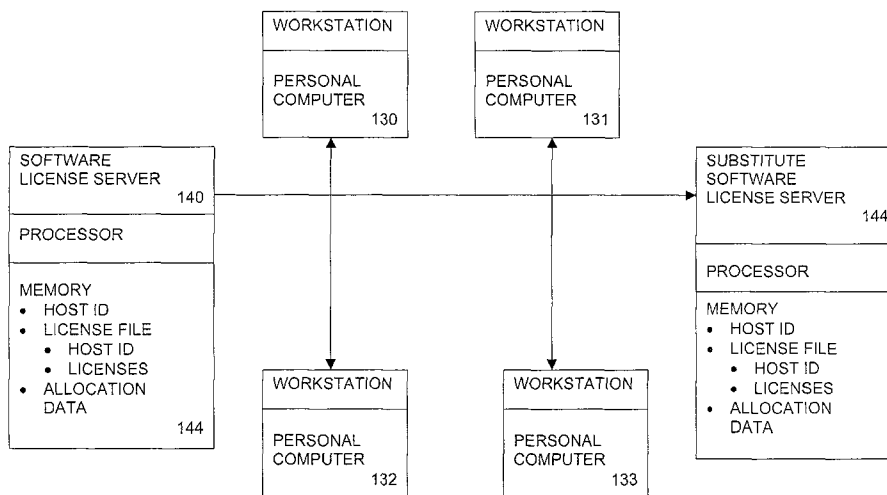 WORKSTATION
PERSONAL
COMPUTER
130
WORKSTATION
PERSONAL
COMPUTER
131
SOFTWARE
LICENSE SERVER
140
PROCESSOR
MEMORY
• HOST ID
• LICENSE FILE
• HOST ID
• LICENSES
• ALLOCATION
DATA
144
SUBSTITUTE
SOFTWARE
LICENSE SERVER
144
PROCESSOR
MEMORY
• HOST ID
• LICENSE FILE
• HOST ID
• LICENSES
• ALLOCATION
DATA
WORKSTATION
PERSONAL
COMPUTER
132
WORKSTATION
PERSONAL
COMPUTER
133